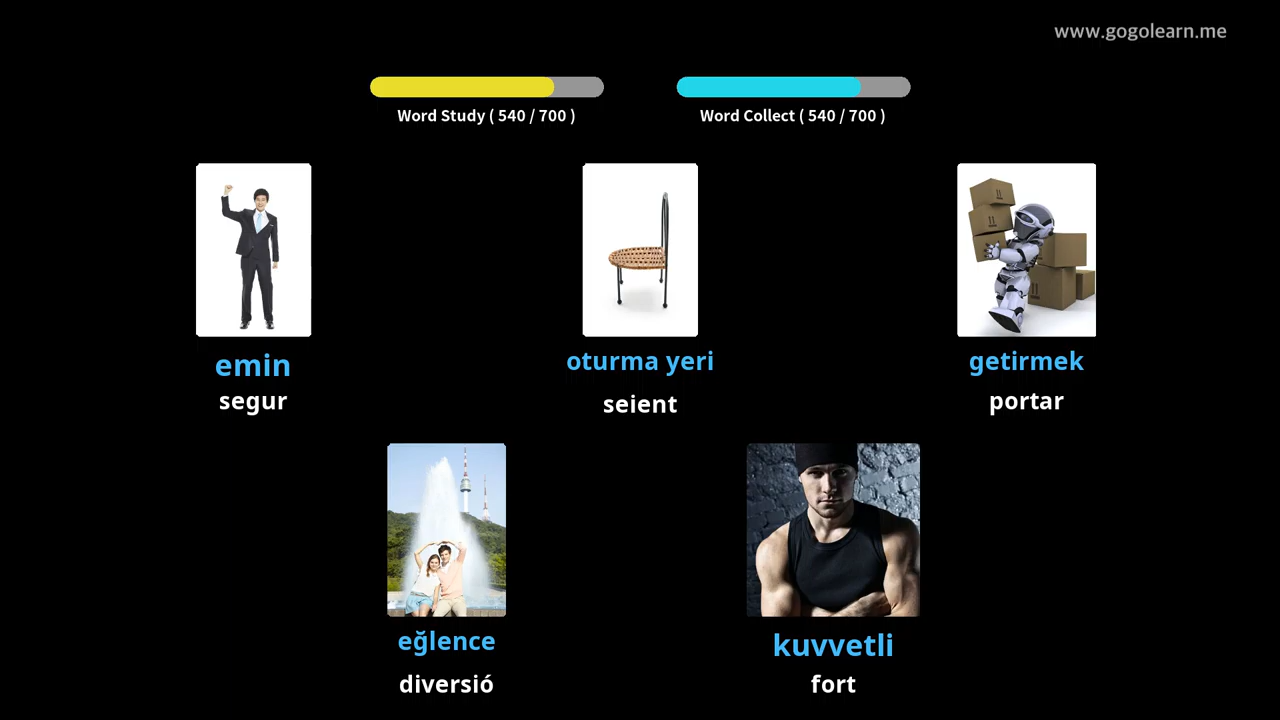 www.gogolearn.me
Word Study ( 540 / 700 )
Word Collect ( 540 / 700 )
emin
segur
oturma yeri
seient
getirmek
portar
eğlence
diversió
kuvvetli
fort